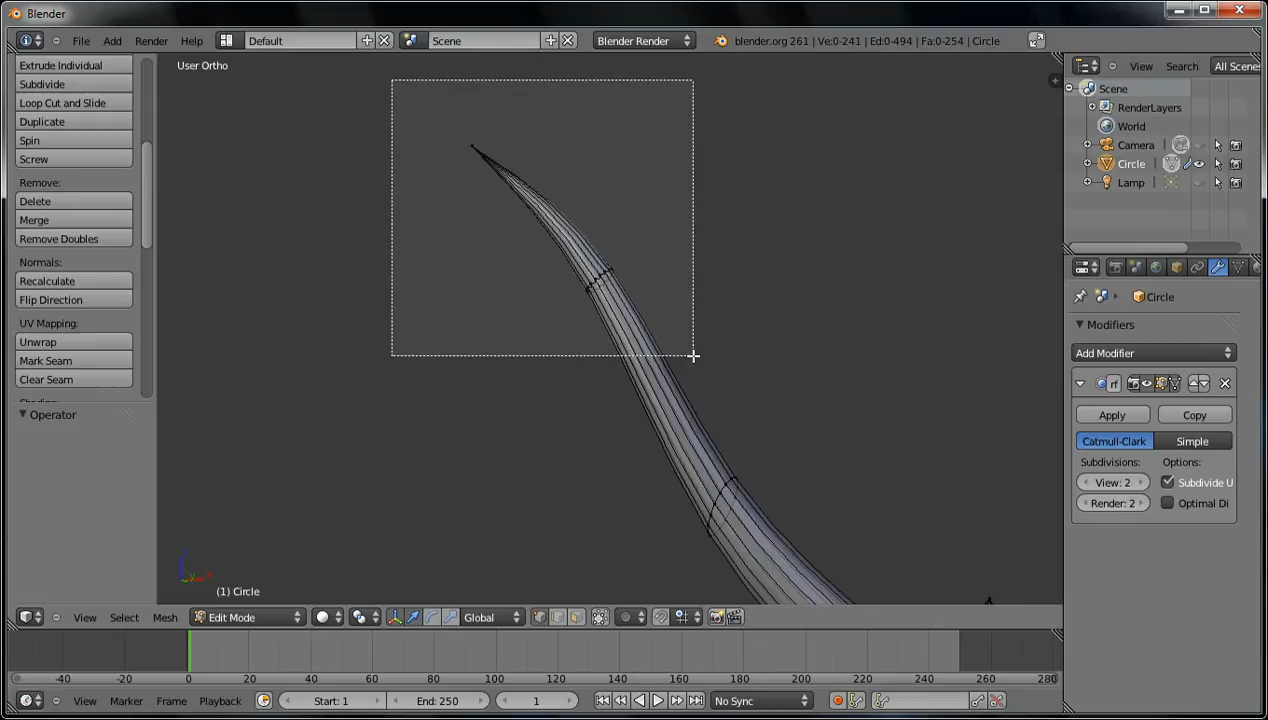 Blender
File Add Render Help Default Scene Blender Render blender.org 261 | Ve:0-241 | Ed:0-494 | Fa:0-254 | Circle
Extrude Individual
Subdivide
Loop Cut and Slide
Duplicate
Spin
Screw
Remove:
Delete
Merge
Remove Doubles
Normals:
Recalculate
Flip Direction
UV Mapping:
Unwrap
Mark Seam
Clear Seam
Operator
User Ortho
(1) Circle
View Search All Scene
Scene
RenderLayers
World
Camera
Circle
Lamp
Circle
Modifiers
Add Modifier
rf
Apply Copy
Catmull-Clark Simple
Subdivisions: Options:
View: 2 Subdivide U
Render: 2 Optimal Di
View Select Mesh Edit Mode Global
-40 -20 0 20 40 60 80 100 120 140 160 180 200 220 240 260 280
View Marker Frame Playback Start: 1 End: 250 1 No Sync